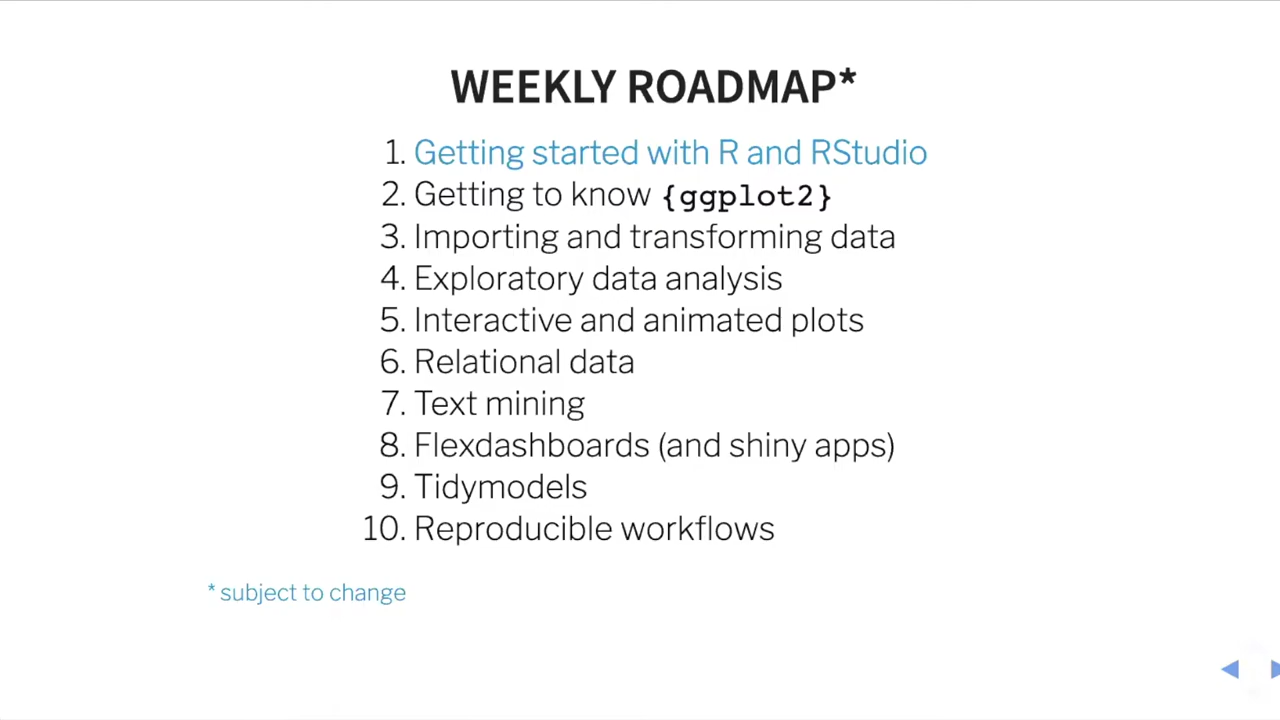 WEEKLY ROADMAP*
1. Getting started with R and RStudio
2. Getting to know {ggplot2}
3. Importing and transforming data
4. Exploratory data analysis
5. Interactive and animated plots
6. Relational data
7. Text mining
8. Flexdashboards (and shiny apps)
9. Tidymodels
10. Reproducible workflows
* subject to change